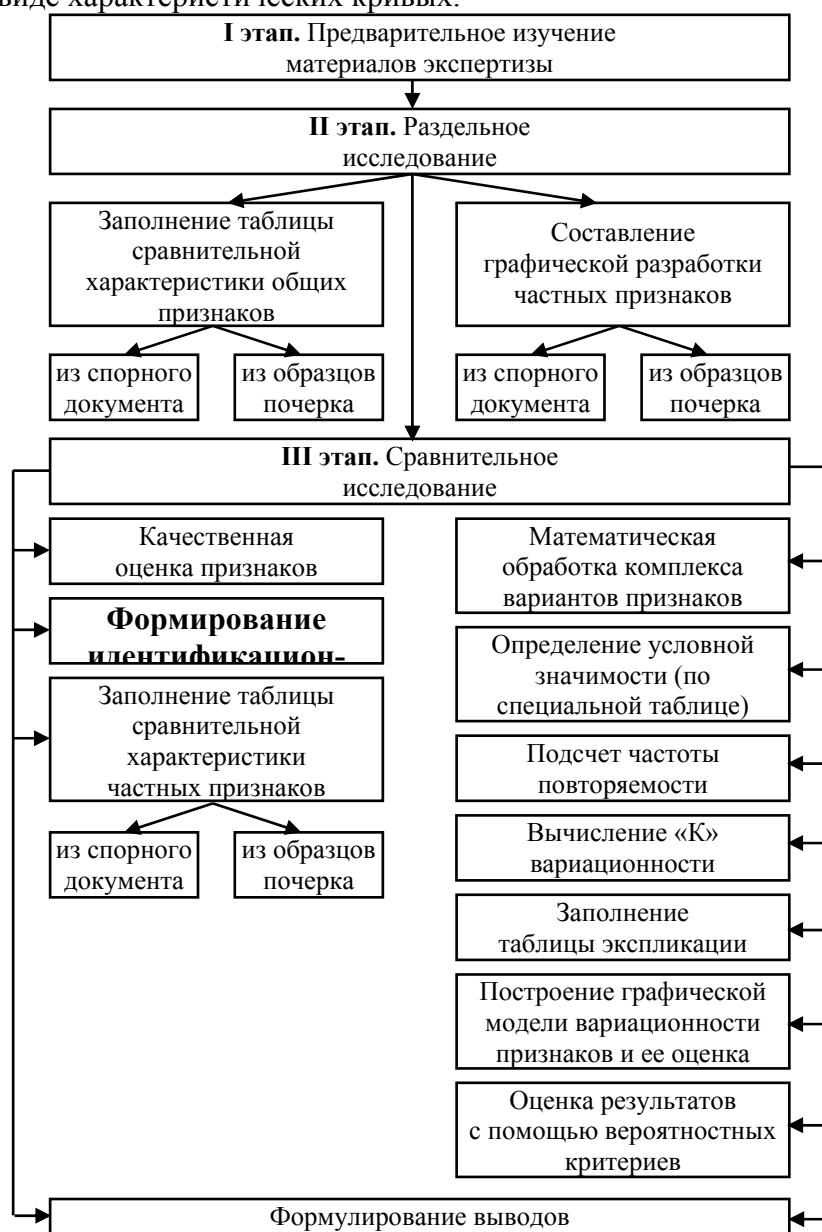 виде характеристических кривых.
I этап. Предварительное изучение
материалов экспертизы
II этап. Раздельное
исследование
Заполнение таблицы
сравнительной
характеристики общих
признаков
Составление
графической разработки
частных признаков
из спорного
документа
из образцов
почерка
из спорного
документа
из образцов
почерка
III этап. Сравнительное
исследование
Качественная
оценка признаков
Формирование
идентификацион-
Заполнение таблицы
сравнительной
характеристики
частных признаков
из спорного
документа
из образцов
почерка
Математическая
обработка комплекса
вариантов признаков
Определение условной
значимости (по
специальной таблице)
Подсчет частоты
повторяемости
Вычисление «К»
вариационности
Заполнение
таблицы экспликации
Построение графической
модели вариационности
признаков и ее оценка
Оценка результатов
с помощью вероятностных
критериев
Формулирование выводов